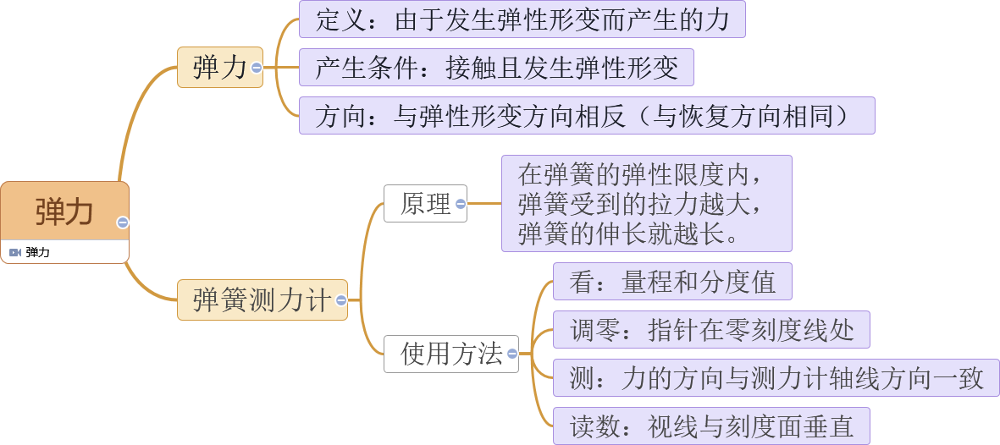 弹力
弹力
弹力
定义：由于发生弹性形变而产生的力
产生条件：接触且发生弹性形变
方向：与弹性形变方向相反（与恢复方向相同）
弹簧测力计
原理
在弹簧的弹性限度内，
弹簧受到的拉力越大，
弹簧的伸长就越长。
使用方法
看：量程和分度值
调零：指针在零刻度线处
测：力的方向与测力计轴线方向一致
读数：视线与刻度面垂直